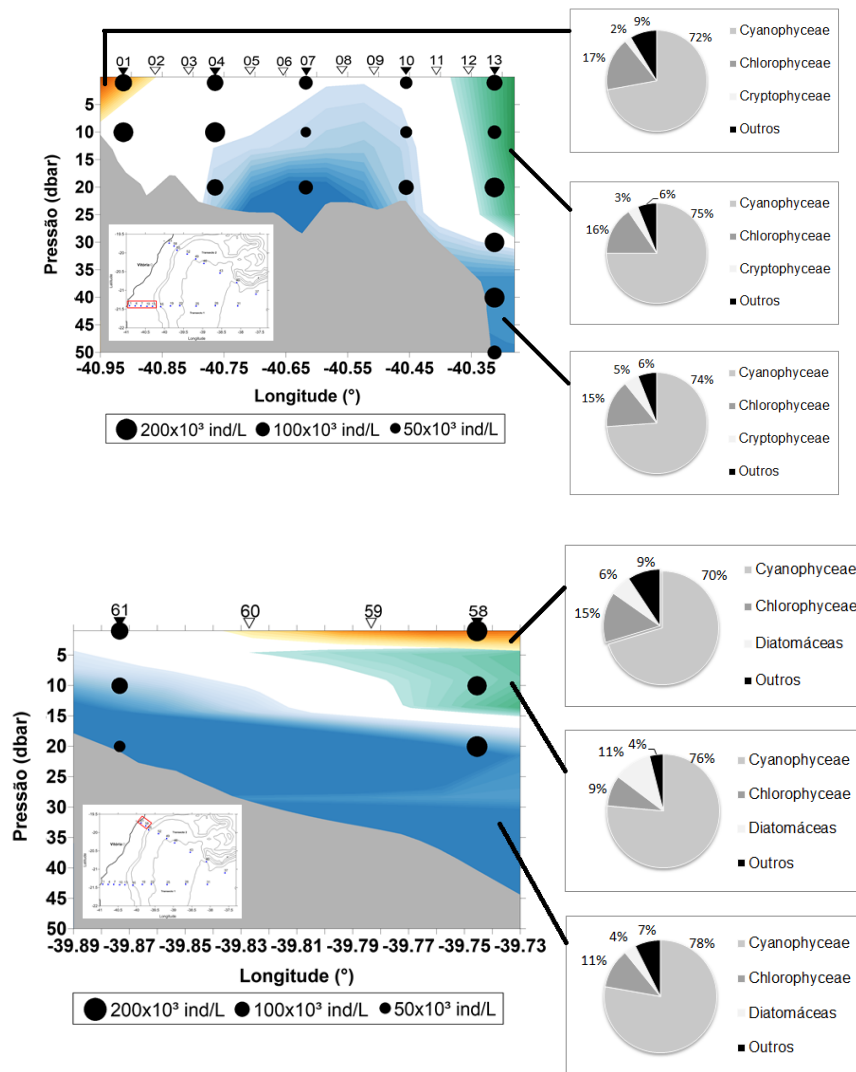 01 02 03 04 05 06 07 08 09 10 11 12 13
5
10
15
20
25
30
35
40
45
50
Pressão (dbar)
-40.95 -40.85 -40.75 -40.65 -40.55 -40.45 -40.35
Longitude (°)
200x10³ ind/L 100x10³ ind/L 50x10³ ind/L
Vitória
Latitude
Longitude
2% 9% 72% 17%
Cyanophyceae
Chlorophyceae
Cryptophyceae
Outros
3% 6% 75% 16%
Cyanophyceae
Chlorophyceae
Cryptophyceae
Outros
5% 6% 74% 15%
Cyanophyceae
Chlorophyceae
Cryptophyceae
Outros
61 60 59 58
5
10
15
20
25
30
35
40
45
50
Pressão (dbar)
-39.89 -39.87 -39.85 -39.83 -39.81 -39.79 -39.77 -39.75 -39.73
Longitude (°)
200x10³ ind/L 100x10³ ind/L 50x10³ ind/L
Vitória
Latitude
Longitude
6% 9% 70% 15%
Cyanophyceae
Chlorophyceae
Diatomáceas
Outros
11% 4% 76% 9%
Cyanophyceae
Chlorophyceae
Diatomáceas
Outros
4% 7% 78% 11%
Cyanophyceae
Chlorophyceae
Diatomáceas
Outros